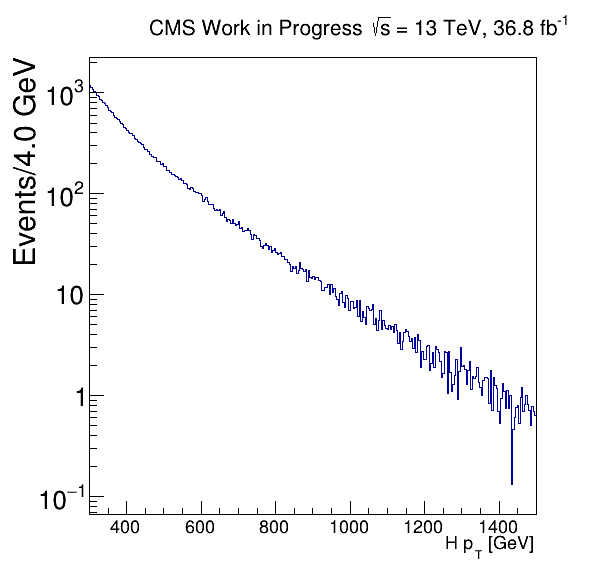 CMS Work in Progress √s = 13 TeV, 36.8 fb⁻¹
Events/4.0 GeV
10³
10²
10
1
10⁻¹
400 600 800 1000 1200 1400
H p_T [GeV]